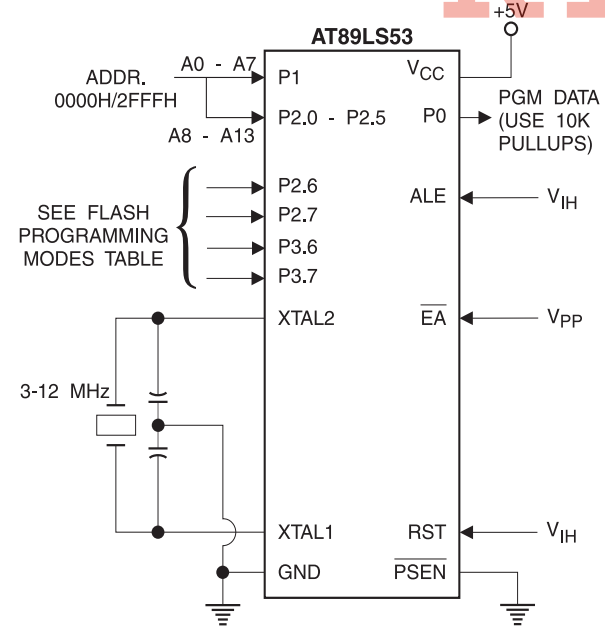 +5V
AT89LS53
A0 - A7
P1
VCC
ADDR.
0000H/2FFFH
P2.0 - P2.5
P0
PGM DATA
(USE 10K
PULLUPS)
A8 - A13
P2.6
ALE
VIH
SEE FLASH
PROGRAMMING
MODES TABLE
P2.7
P3.6
P3.7
XTAL2
EA
VPP
3-12 MHz
XTAL1
RST
VIH
GND
PSEN